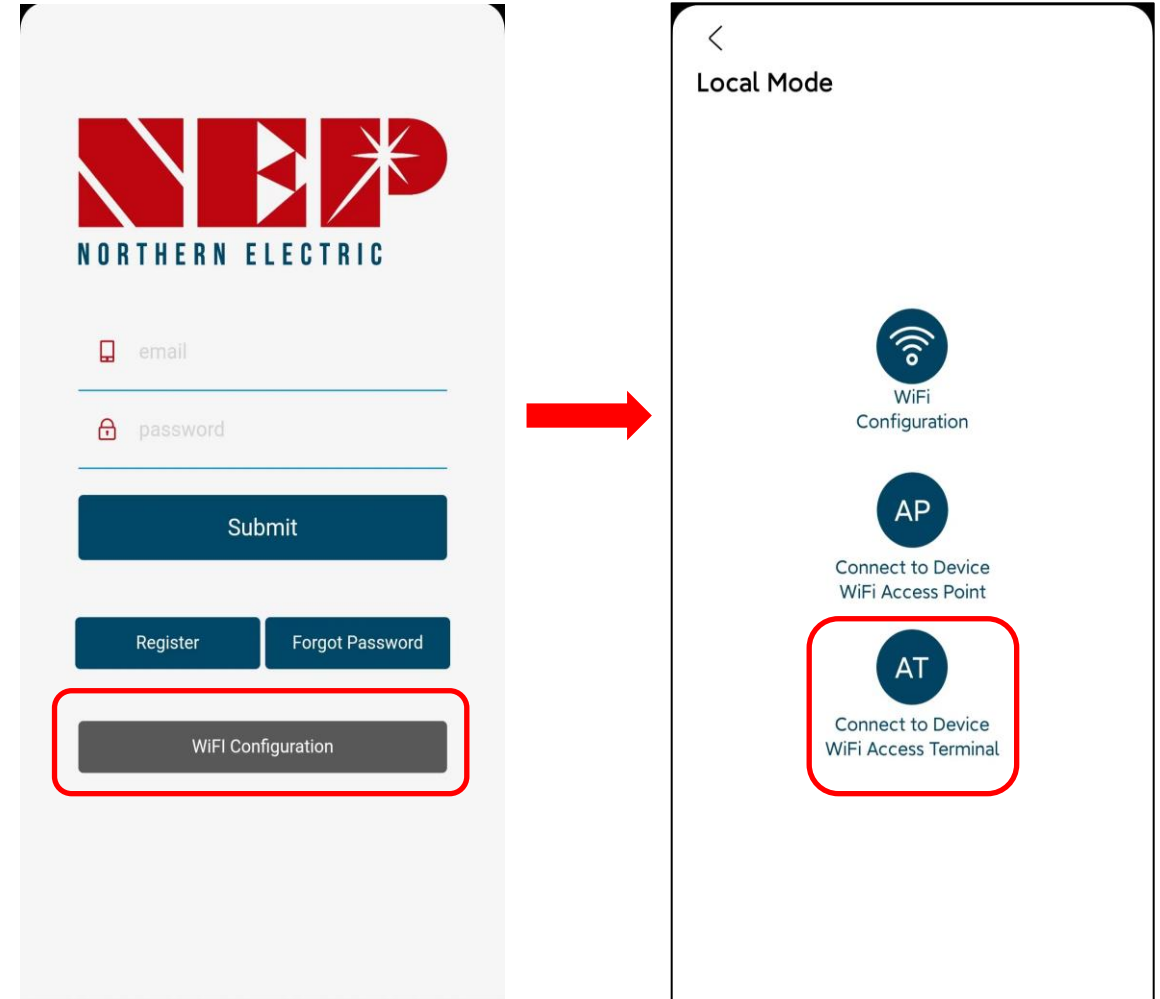 NEP
NORTHERN ELECTRIC
email
password
Submit
Register
Forgot Password
WiFI Configuration
Local Mode
WiFi
Configuration
AP
Connect to Device
WiFi Access Point
AT
Connect to Device
WiFi Access Terminal